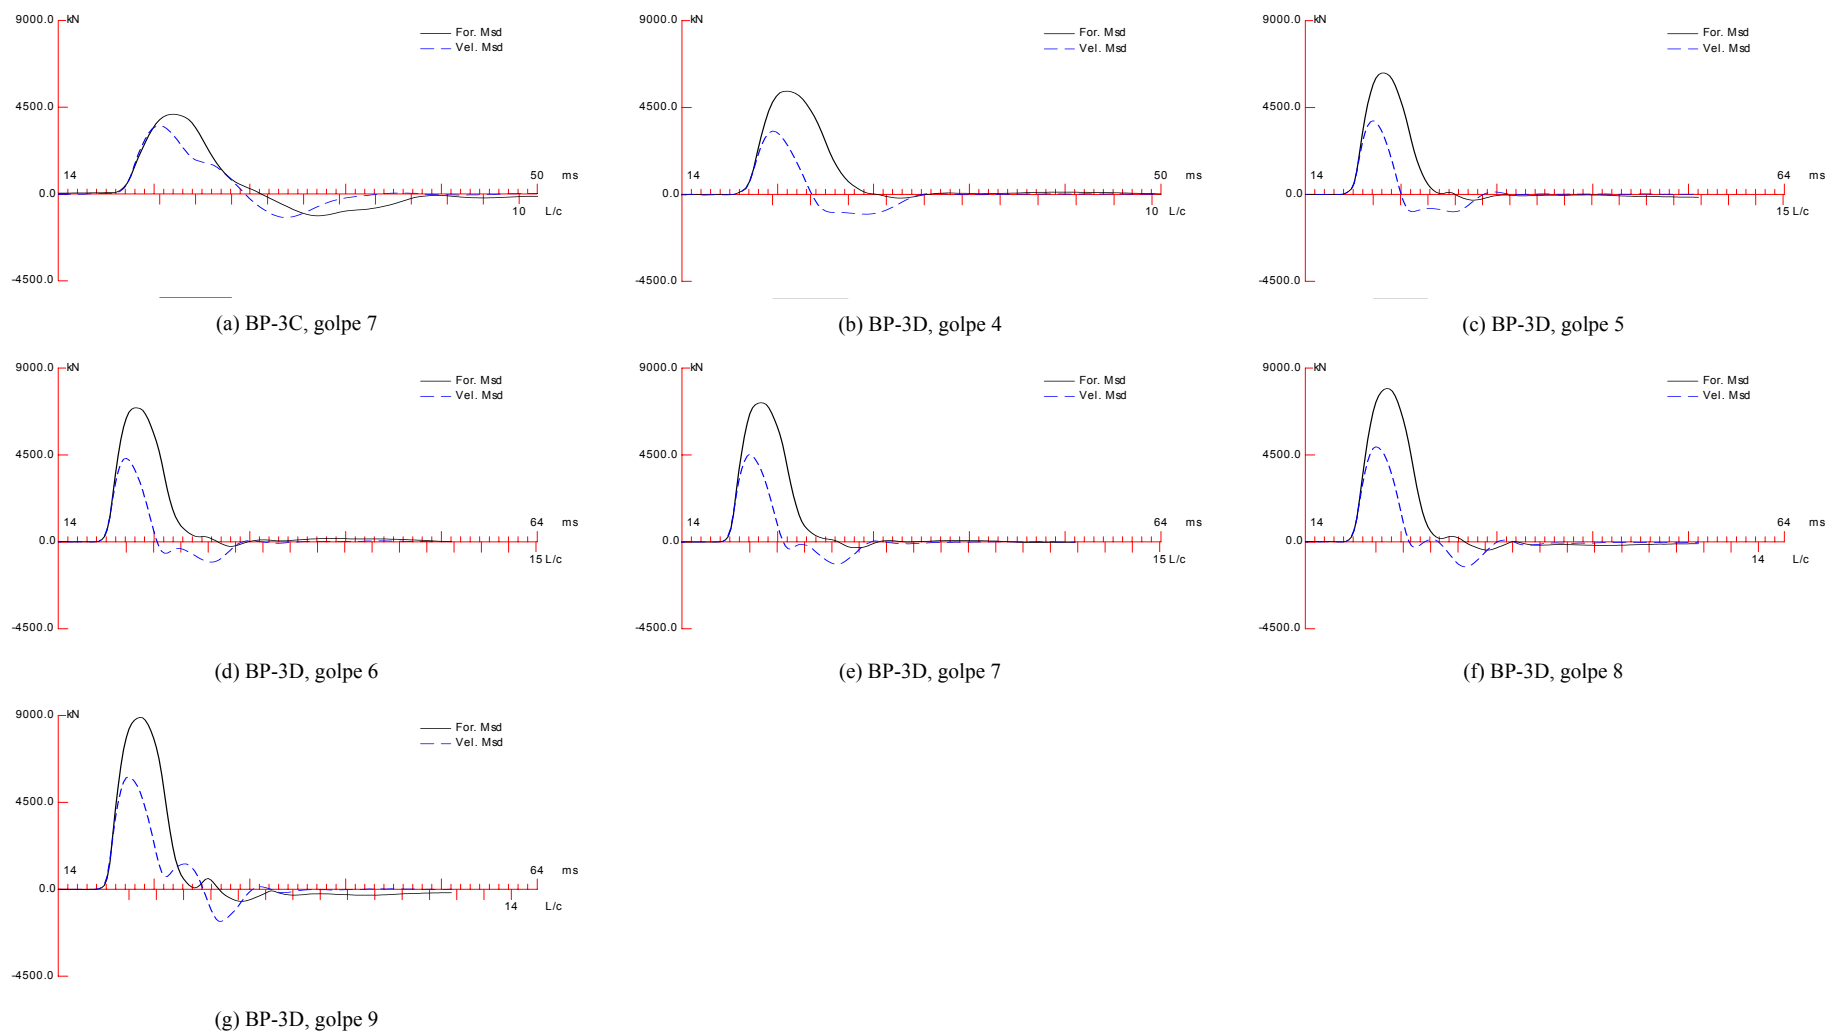 9000.0 kN
For. Msd
Vel. Msd
4500.0
14 50 ms
0.0
10 L/c
-4500.0
(a) BP-3C, golpe 7
9000.0 kN
For. Msd
Vel. Msd
4500.0
14 50 ms
0.0
10 L/c
-4500.0
(b) BP-3D, golpe 4
9000.0 kN
For. Msd
Vel. Msd
4500.0
14 64 ms
0.0
15 L/c
-4500.0
(c) BP-3D, golpe 5
9000.0 kN
For. Msd
Vel. Msd
4500.0
14 64 ms
0.0
15 L/c
-4500.0
(d) BP-3D, golpe 6
9000.0 kN
For. Msd
Vel. Msd
4500.0
14 64 ms
0.0
15 L/c
-4500.0
(e) BP-3D, golpe 7
9000.0 kN
For. Msd
Vel. Msd
4500.0
14 64 ms
0.0
14 L/c
-4500.0
(f) BP-3D, golpe 8
9000.0 kN
For. Msd
Vel. Msd
4500.0
14 64 ms
0.0
14 L/c
-4500.0
(g) BP-3D, golpe 9